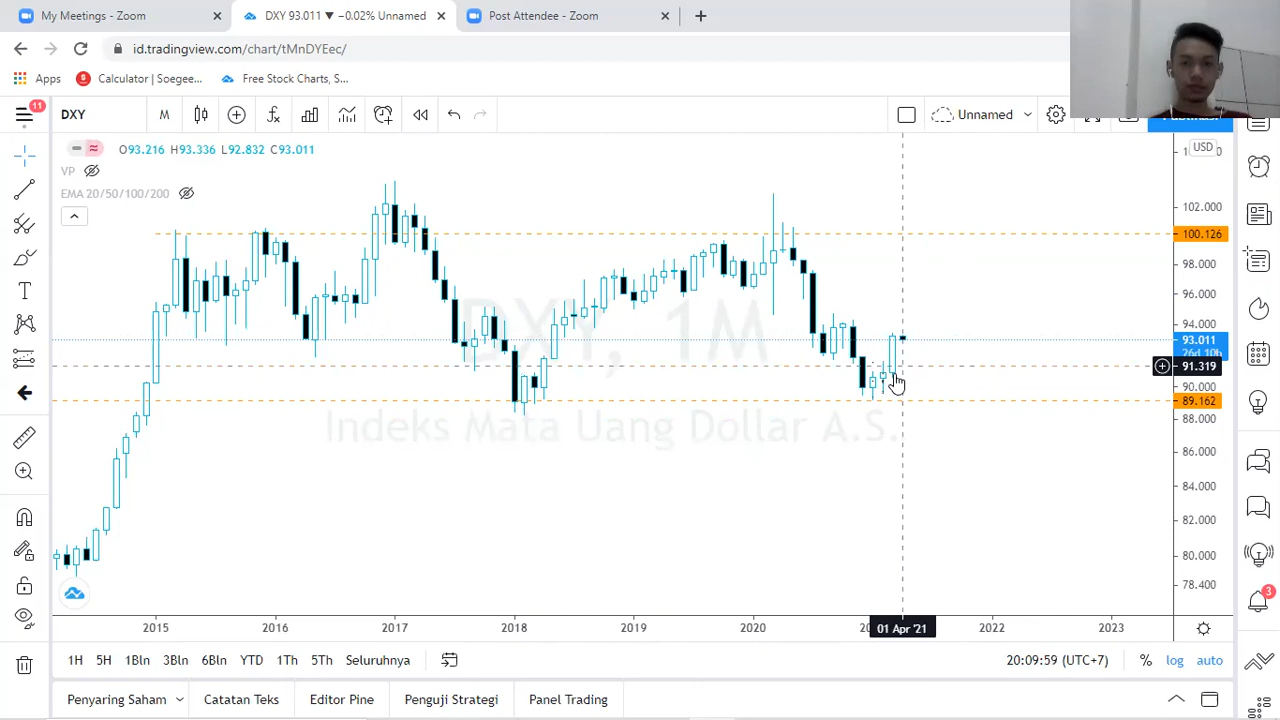 My Meetings - Zoom
DXY 93.011 ▼ −0.02% Unnamed
Post Attendee - Zoom
id.tradingview.com/chart/tMnDYEec/
Apps
Calculator | Soegee...
Free Stock Charts, S...
11
DXY
M
Unnamed
O93.216 H93.336 L92.832 C93.011
USD
VP
EMA 20/50/100/200
102.000
100.126
98.000
96.000
94.000
93.011
26d 10h
91.319
90.000
89.162
88.000
86.000
84.000
82.000
80.000
78.400
DXY, 1M
Indeks Mata Uang Dollar A.S.
2015
2016
2017
2018
2019
2020
01 Apr '21
2022
2023
1H
5H
1Bln
3Bln
6Bln
YTD
1Th
5Th
Seluruhnya
20:09:59 (UTC+7)
%
log
auto
3
Penyaring Saham
Catatan Teks
Editor Pine
Penguji Strategi
Panel Trading